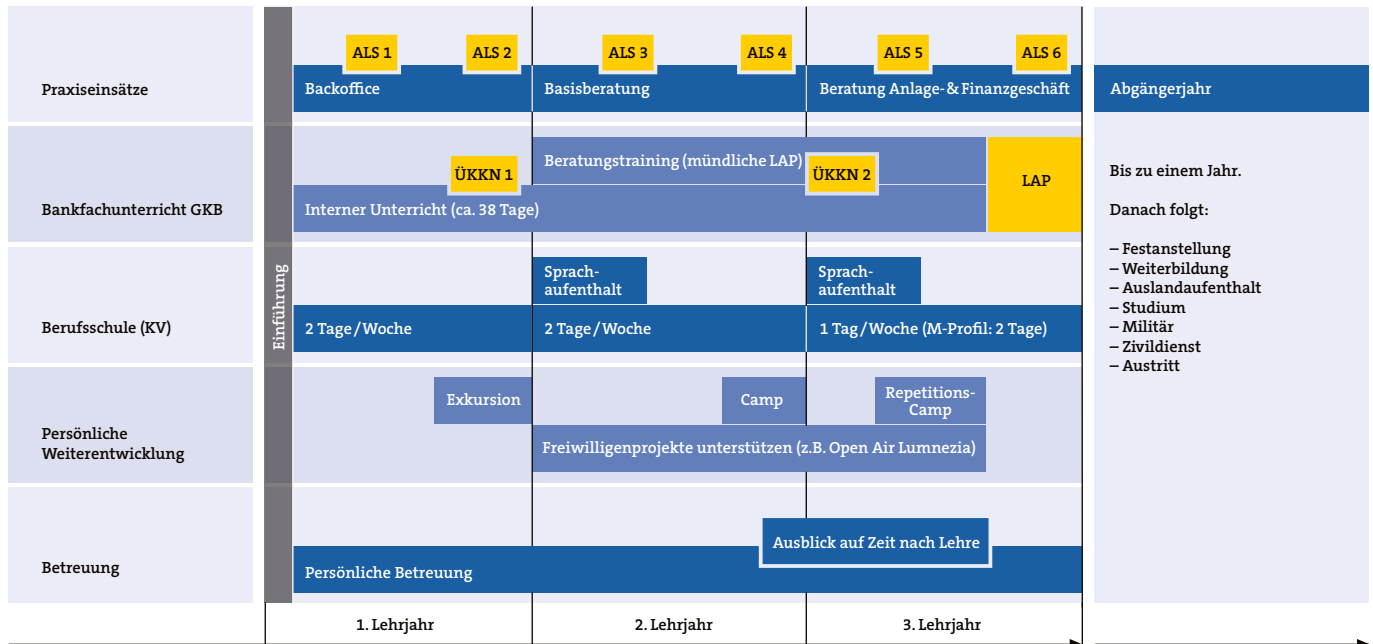 ALS 1
ALS 2
ALS 3
ALS 4
ALS 5
ALS 6
Praxiseinsätze
Backoffice
Basisberatung
Beratung Anlage- & Finanzgeschäft
Abgängerjahr
Bankfachunterricht GKB
Beratungstraining (mündliche LAP)
ÜKKN 1
ÜKKN 2
LAP
Interner Unterricht (ca. 38 Tage)
Einführung
Berufsschule (KV)
Sprach-
aufenthalt
Sprach-
aufenthalt
2 Tage / Woche
2 Tage / Woche
1 Tag / Woche (M-Profil: 2 Tage)
Persönliche
Weiterentwicklung
Exkursion
Camp
Repetitions-
Camp
Freiwilligenprojekte unterstützen (z.B. Open Air Lumnezia)
Betreuung
Ausblick auf Zeit nach Lehre
Persönliche Betreuung
Bis zu einem Jahr.
Danach folgt:
– Festanstellung
– Weiterbildung
– Auslandaufenthalt
– Studium
– Militär
– Zivildienst
– Austritt
1. Lehrjahr
2. Lehrjahr
3. Lehrjahr